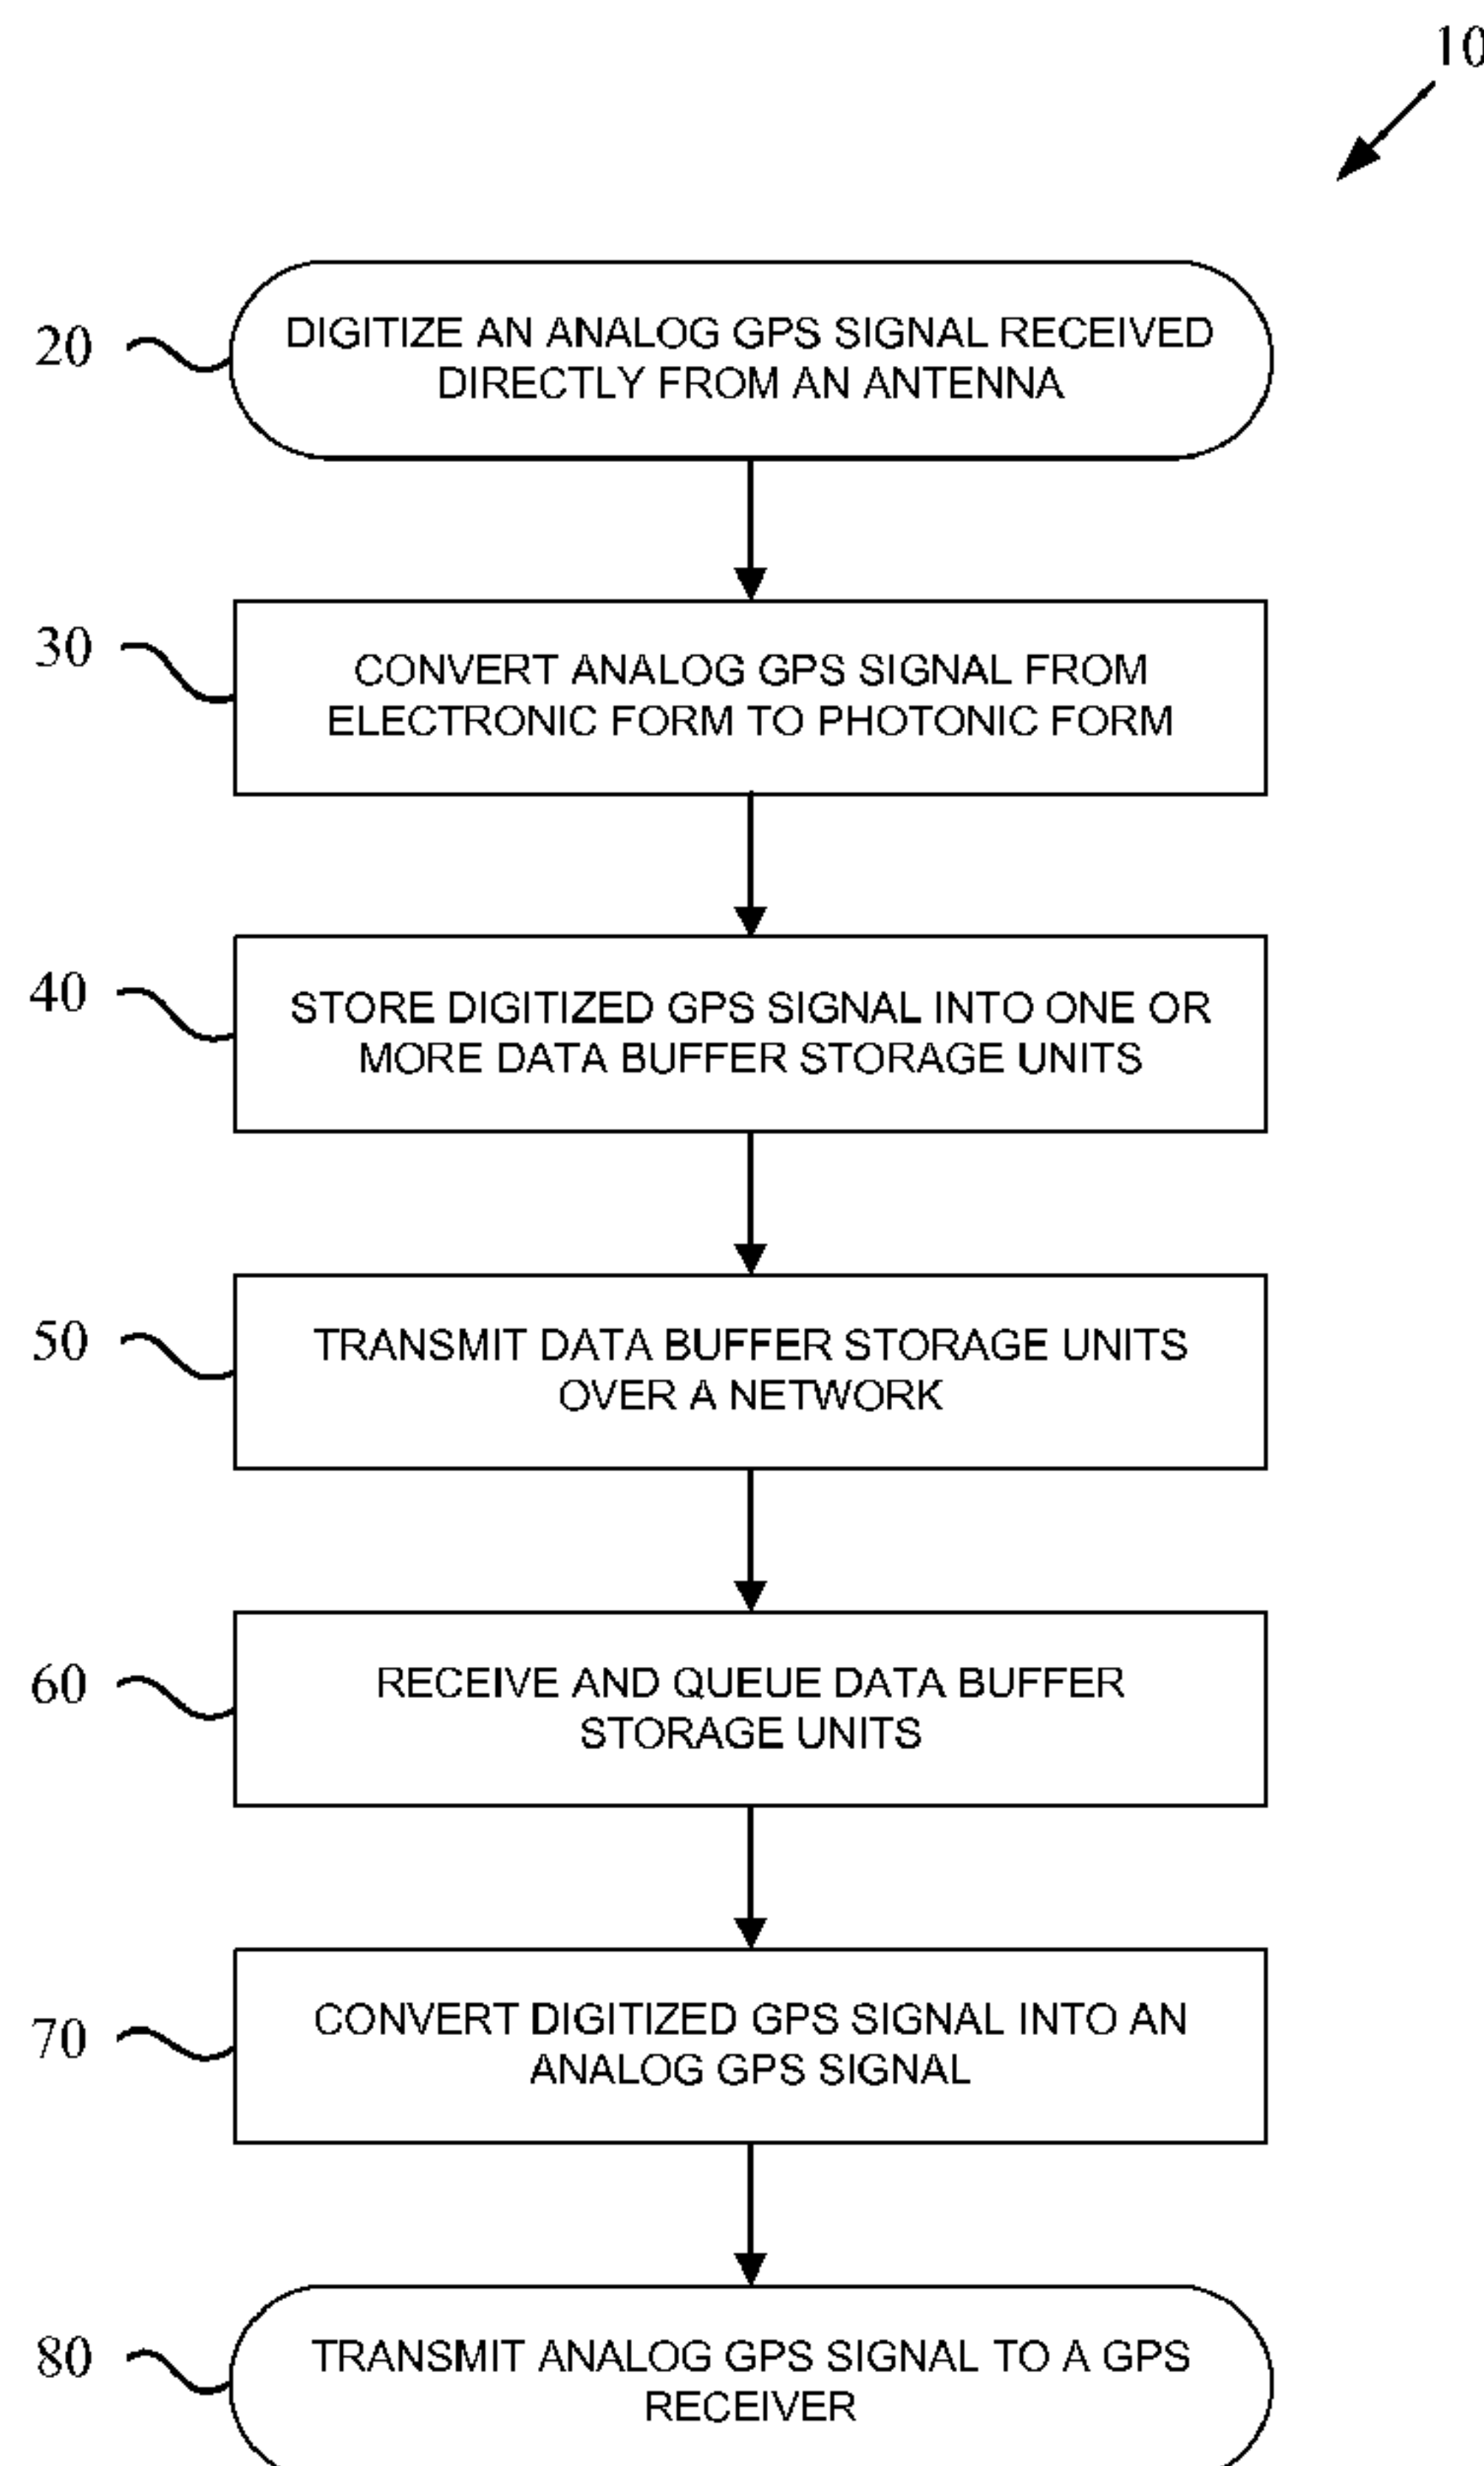 10
20
DIGITIZE AN ANALOG GPS SIGNAL RECEIVED
DIRECTLY FROM AN ANTENNA
30
CONVERT ANALOG GPS SIGNAL FROM
ELECTRONIC FORM TO PHOTONIC FORM
40
STORE DIGITIZED GPS SIGNAL INTO ONE OR
MORE DATA BUFFER STORAGE UNITS
50
TRANSMIT DATA BUFFER STORAGE UNITS
OVER A NETWORK
60
RECEIVE AND QUEUE DATA BUFFER
STORAGE UNITS
70
CONVERT DIGITIZED GPS SIGNAL INTO AN
ANALOG GPS SIGNAL
80
TRANSMIT ANALOG GPS SIGNAL TO A GPS
RECEIVER